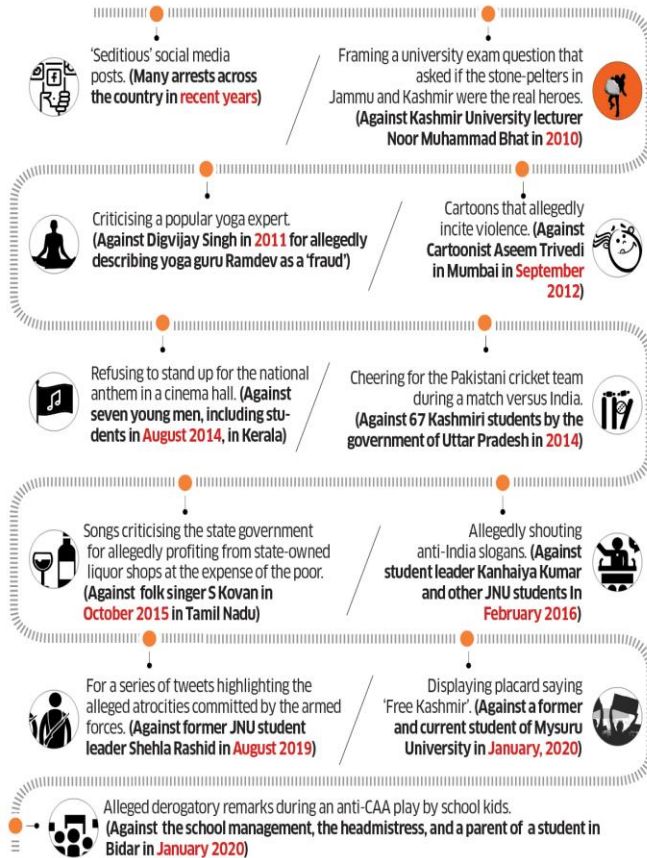 'Seditious' social media
posts. (Many arrests across
the country in recent years)
Framing a university exam question that
asked if the stone-pelters in
Jammu and Kashmir were the real heroes.
(Against Kashmir University lecturer
Noor Muhammad Bhat in 2010)
Criticising a popular yoga expert.
(Against Digvijay Singh in 2011 for allegedly
describing yoga guru Ramdev as a 'fraud')
Cartoons that allegedly
incite violence. (Against
Cartoonist Aseem Trivedi
in Mumbai in September
2012)
Refusing to stand up for the national
anthem in a cinema hall. (Against
seven young men, including stu-
dents in August 2014, in Kerala)
Cheering for the Pakistani cricket team
during a match versus India.
(Against 67 Kashmiri students by the
government of Uttar Pradesh in 2014)
Songs criticising the state government
for allegedly profiting from state-owned
liquor shops at the expense of the poor.
(Against folk singer S Kovan in
October 2015 in Tamil Nadu)
Allegedly shouting
anti-India slogans. (Against
student leader Kanhaiya Kumar
and other JNU students In
February 2016)
For a series of tweets highlighting the
alleged atrocities committed by the armed
forces. (Against former JNU student
leader Shehla Rashid in August 2019)
Displaying placard saying
'Free Kashmir'. (Against a former
and current student of Mysuru
University in January, 2020)
Alleged derogatory remarks during an anti-CAA play by school kids.
(Against the school management, the headmistress, and a parent of a student in
Bidar in January 2020)